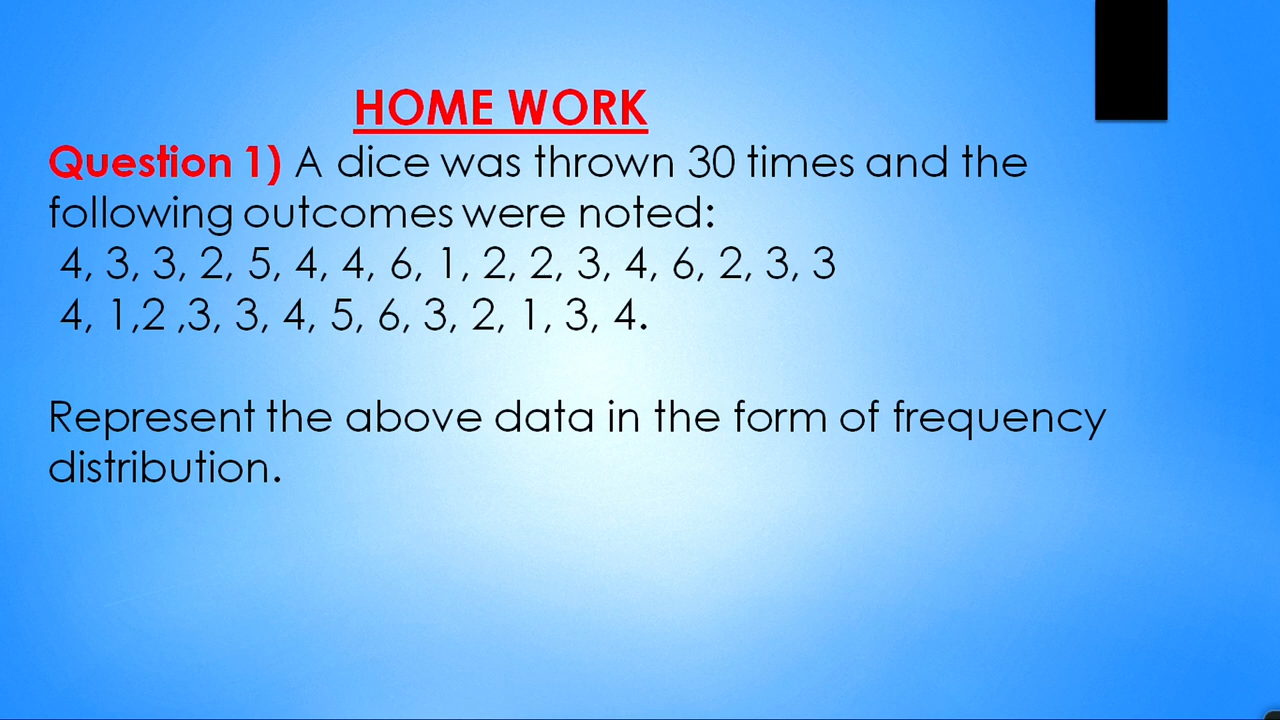 HOME WORK
Question 1) A dice was thrown 30 times and the
following outcomes were noted:
4, 3, 3, 2, 5, 4, 4, 6, 1, 2, 2, 3, 4, 6, 2, 3, 3
4, 1,2 ,3, 3, 4, 5, 6, 3, 2, 1, 3, 4.
Represent the above data in the form of frequency
distribution.